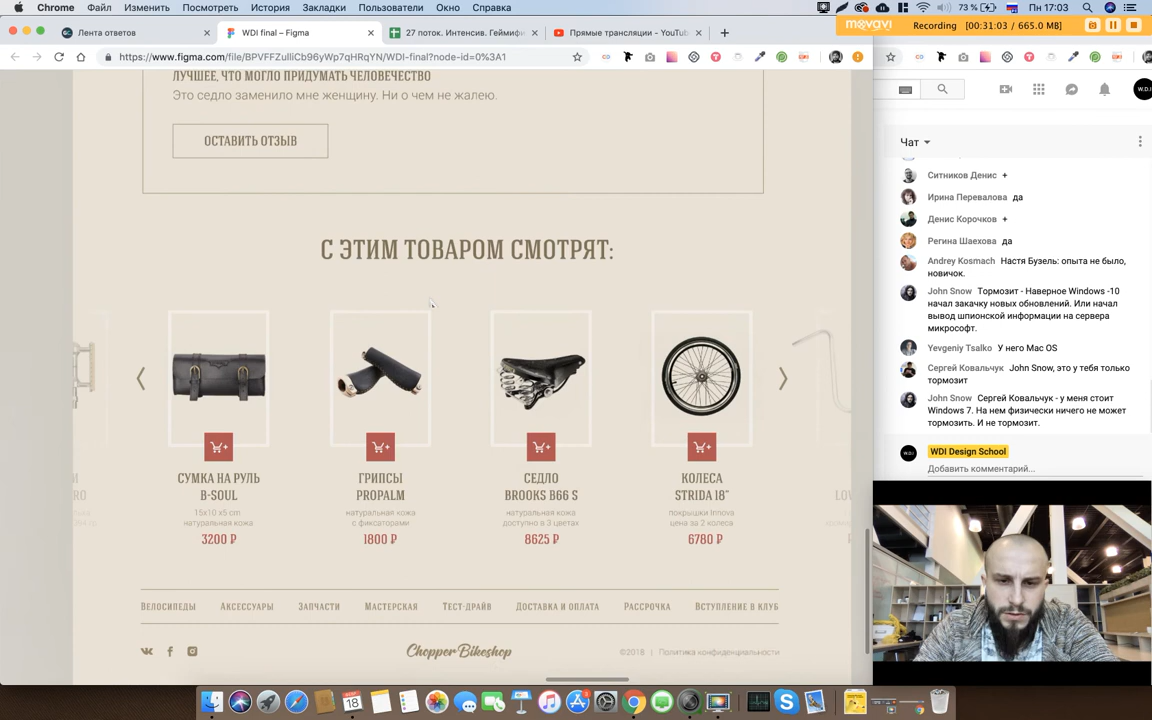 Chrome Файл Изменить Посмотреть История Закладки Пользователи Окно Справка
73 % Пн 17:03
movavi Recording (31:03 / 665.0 MB)
Лента ответов
WDI final – Figma
27 поток. Интенсив. Геймифи
Прямые трансляции - YouTu
https://www.figma.com/file/BPVFFZuIiCb96yWp7qHRqYN/WDI-final?node-id=0%3A1
ЛУЧШЕЕ, ЧТО МОГЛО ПРИДУМАТЬ ЧЕЛОВЕЧЕСТВО
Это седло заменило мне женщину. Ни о чем не жалею.
ОСТАВИТЬ ОТЗЫВ
С ЭТИМ ТОВАРОМ СМОТРЯТ:
СУМКА НА РУЛЬ
B-SOUL
15x10 x5 cm
натуральная кожа
3200 ₽
ГРИПСЫ
PROPALM
натуральная кожа
с фиксаторами
1800 ₽
СЕДЛО
BROOKS B66 S
натуральная кожа
доступно в 3 цветах
8625 ₽
КОЛЕСА
STRIDA 18"
покрышки Innova
цена за 2 колеса
6780 ₽
ВЕЛОСИПЕДЫ АКСЕССУАРЫ ЗАПЧАСТИ МАСТЕРСКАЯ ТЕСТ-ДРАЙВ ДОСТАВКА И ОПЛАТА РАССРОЧКА ВСТУПЛЕНИЕ В КЛУБ
Chopper Bikeshop
©2018 | Политика конфиденциальности
Чат
Ситников Денис +
Ирина Перевалова да
Денис Корочков +
Регина Шаехова да
Andrey Kosmach Настя Бузель: опыта не было,
новичок.
John Snow Тормозит - Наверное Windows -10
начал закачку новых обновлений. Или начал
вывод шпионской информации на сервера
микрософт.
Yevgeniy Tsalko У него Mac OS
Сергей Ковальчук John Snow, это у тебя только
тормозит
John Snow Сергей Ковальчук - у меня стоит
Windows 7. На нем физически ничего не может
тормозить. И не тормозит.
WDI Design School
Добавить комментарий...
18